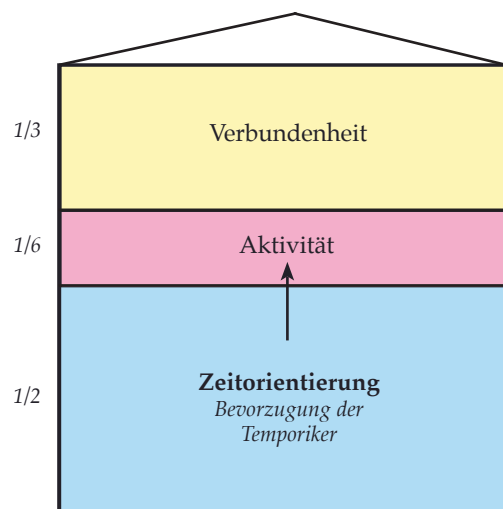 1/3
Verbundenheit
1/6
Aktivität
1/2
Zeitorientierung
Bevorzugung der
Temporiker